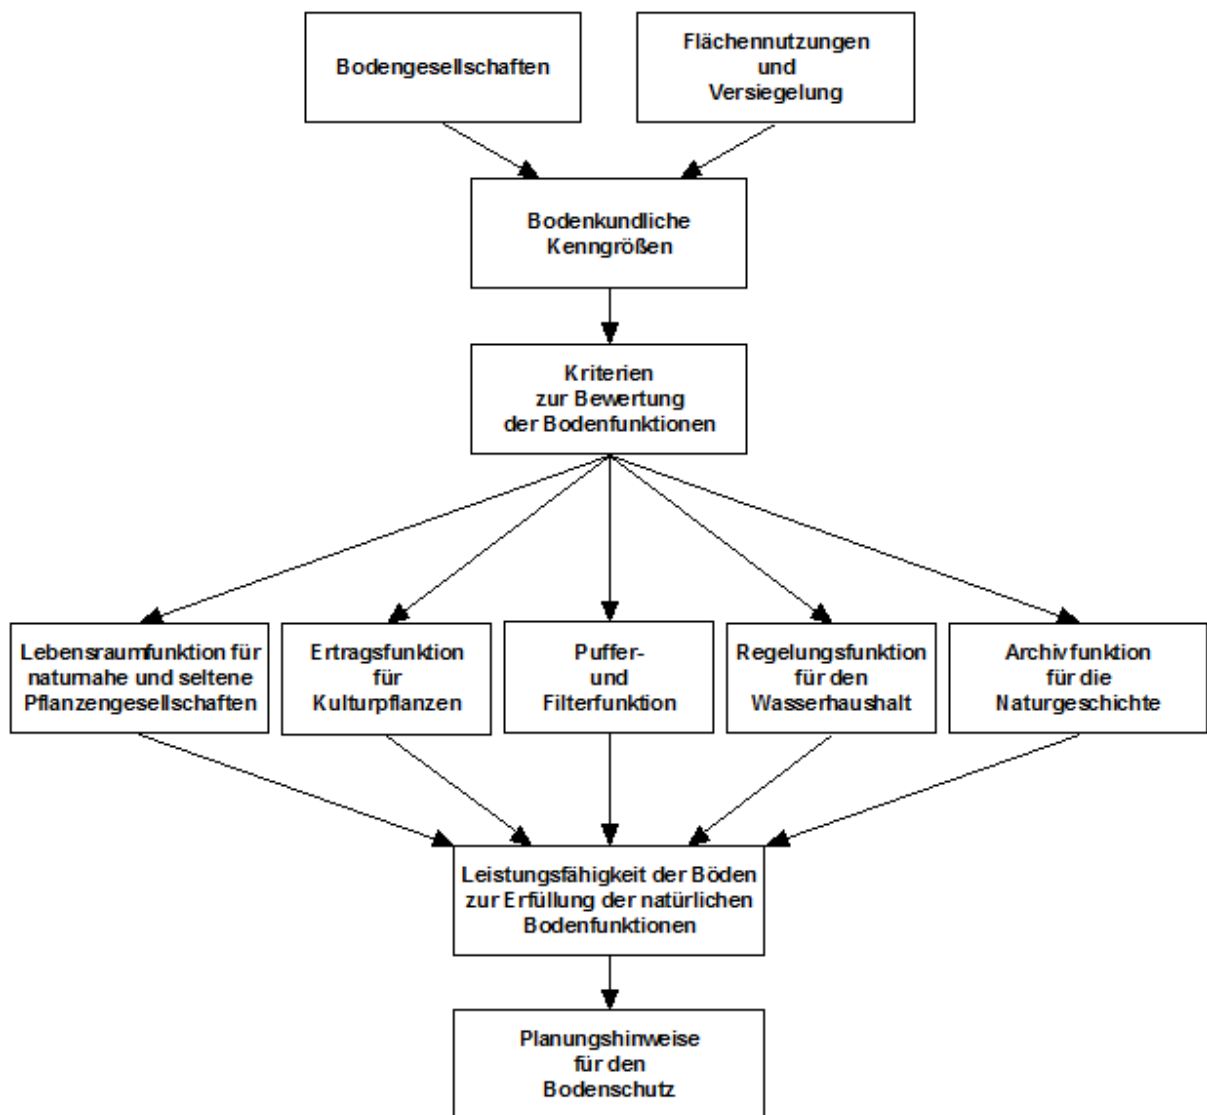 Bodengesellschaften
Flächennutzungen
und
Versiegelung
Bodenkundliche
Kenngrößen
Kriterien
zur Bewertung
der Bodenfunktionen
Lebensraumfunktion für
naturnahe und seltene
Pflanzengesellschaften
Ertragsfunktion
für
Kulturpflanzen
Puffer-
und
Filterfunktion
Regelungsfunktion
für den
Wasserhaushalt
Archivfunktion
für die
Naturgeschichte
Leistungsfähigkeit der Böden
zur Erfüllung der natürlichen
Bodenfunktionen
Planungshinweise
für den
Bodenschutz